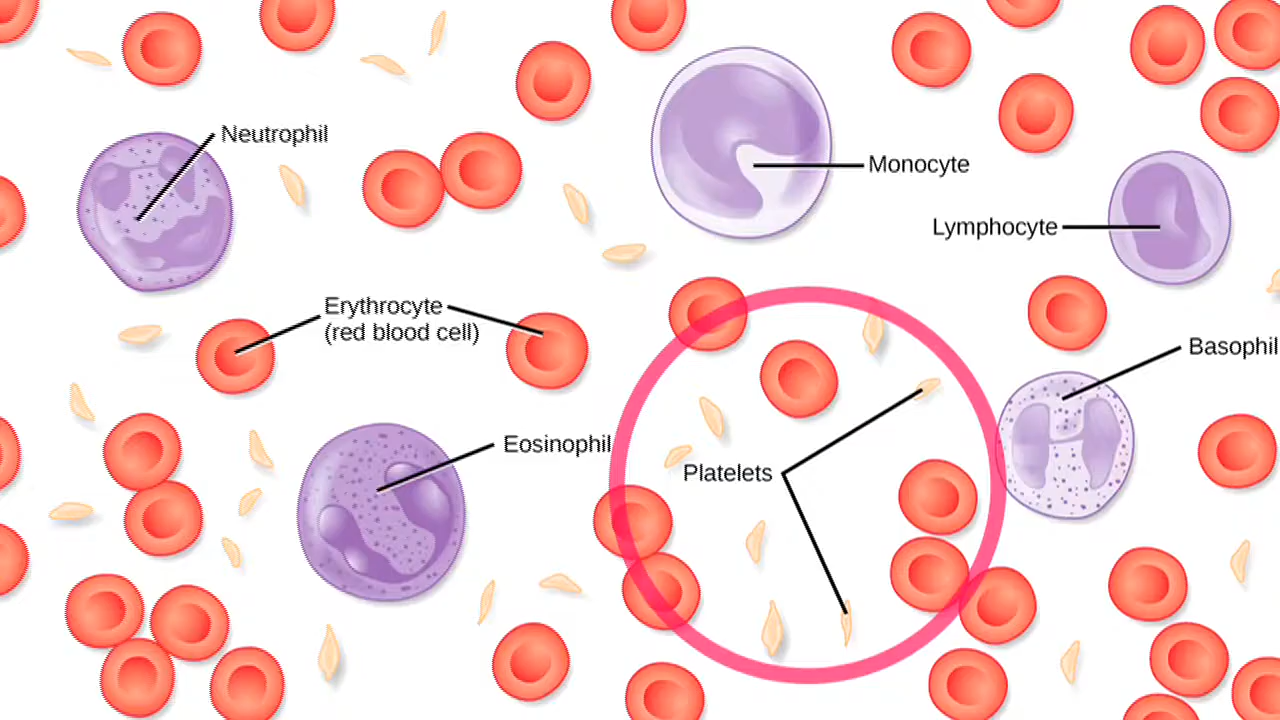 Neutrophil
Monocyte
Lymphocyte
Erythrocyte
(red blood cell)
Basophil
Eosinophil
Platelets